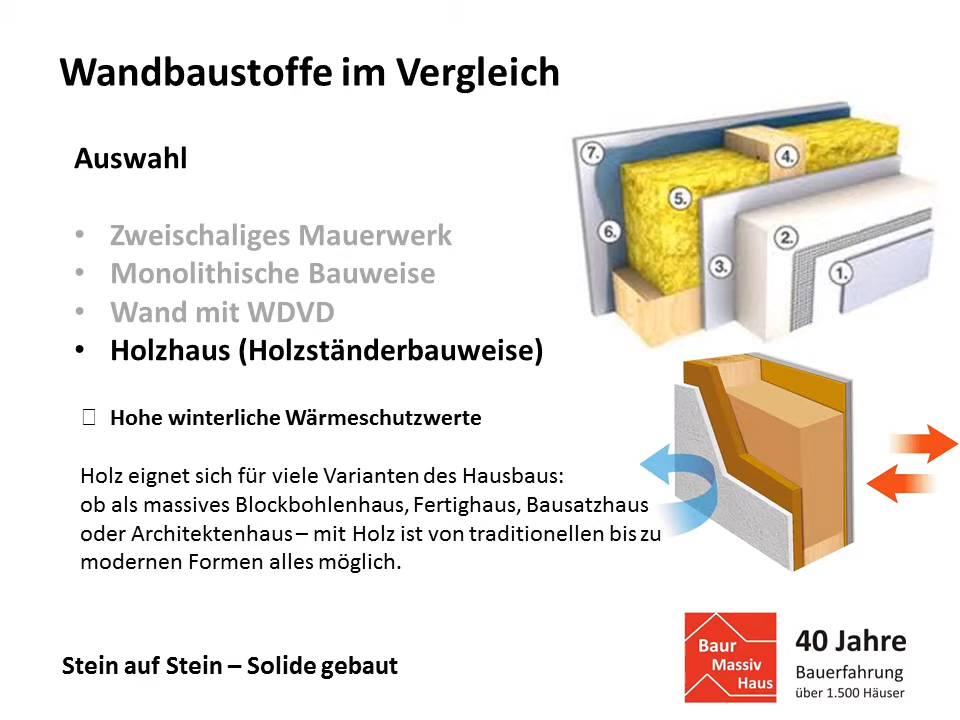 Wandbaustoffe im Vergleich
Auswahl
• Zweischaliges Mauerwerk
• Monolithische Bauweise
• Wand mit WDVD
• Holzhaus (Holzständerbauweise)
Hohe winterliche Wärmeschutzwerte
Holz eignet sich für viele Varianten des Hausbaus:
ob als massives Blockbohlenhaus, Fertighaus, Bausatzhaus
oder Architektenhaus – mit Holz ist von traditionellen bis zu
modernen Formen alles möglich.
7.
4.
5.
6.
2.
3.
1.
Stein auf Stein – Solide gebaut
Baur
Massiv
Haus
40 Jahre
Bauerfahrung
über 1.500 Häuser